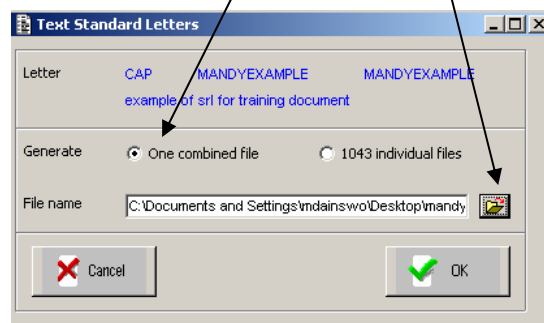 Text Standard Letters
Letter CAP MANDYEXAMPLE MANDYEXAMPLE
example of srl for training document
Generate One combined file 1043 individual files
File name C:\Documents and Settings\mdainswo\Desktop\mandy
Cancel OK